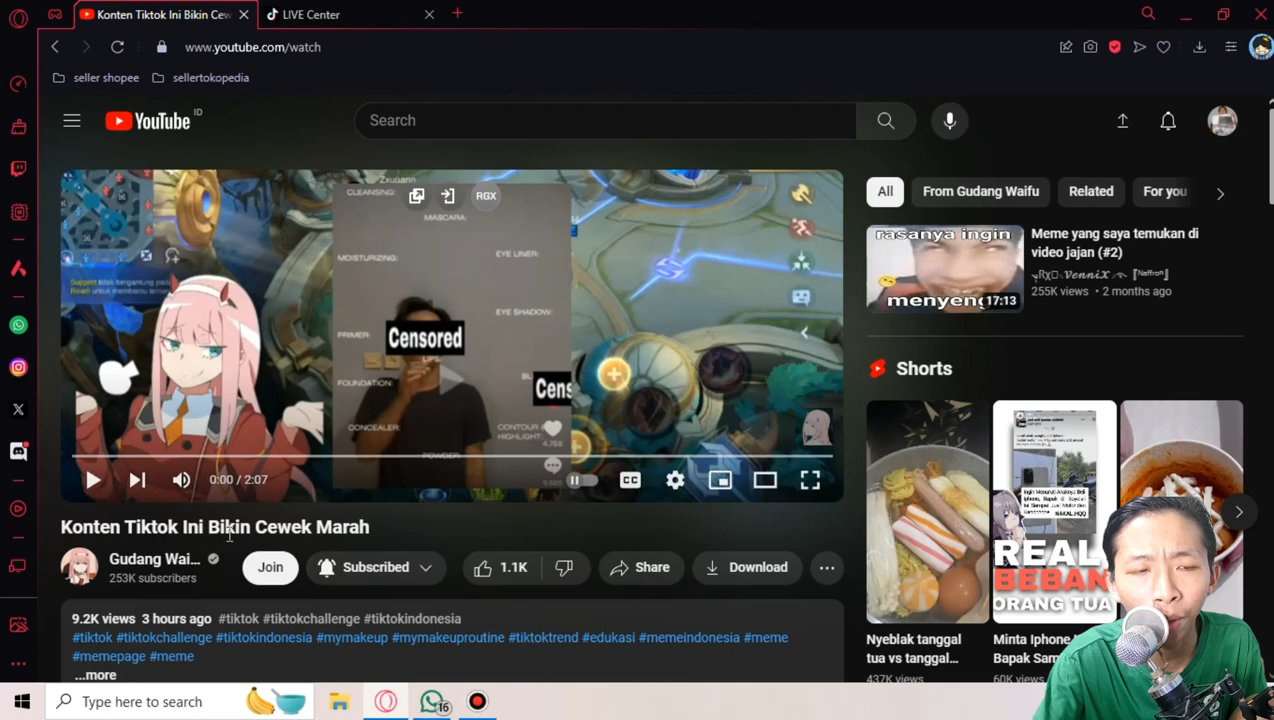 Konten Tiktok Ini Bikin Cew
LIVE Center
www.youtube.com/watch
seller shopee
sellertokopedia
YouTube ID
Search
CLEANSING:
MASCARA:
RGX
MOISTURIZING:
EYE LINER:
EYE SHADOW:
PRIMER:
Censored
FOUNDATION:
Cens
CONCEALER:
CONTOUR &
HIGHLIGHT:
POWDER:
0:00 / 2:07
CC
All
From Gudang Waifu
Related
For you
rasanya ingin
menyeng
17:13
Meme yang saya temukan di
video jajan (#2)
255K views • 2 months ago
Shorts
Konten Tiktok Ini Bikin Cewek Marah
Gudang Wai...
253K subscribers
Join
Subscribed
1.1K
Share
Download
9.2K views 3 hours ago #tiktok #tiktokchallenge #tiktokindonesia
#tiktok #tiktokchallenge #tiktokindonesia #mymakeup #mymakeuproutine #tiktoktrend #edukasi #memeindonesia #meme
#memepage #meme
...more
REAL
BEBAN
ORANG TUA
Nyeblak tanggal
tua vs tanggal...
437K views
Minta Iphone
Bapak Sam
60K views
Type here to search
16